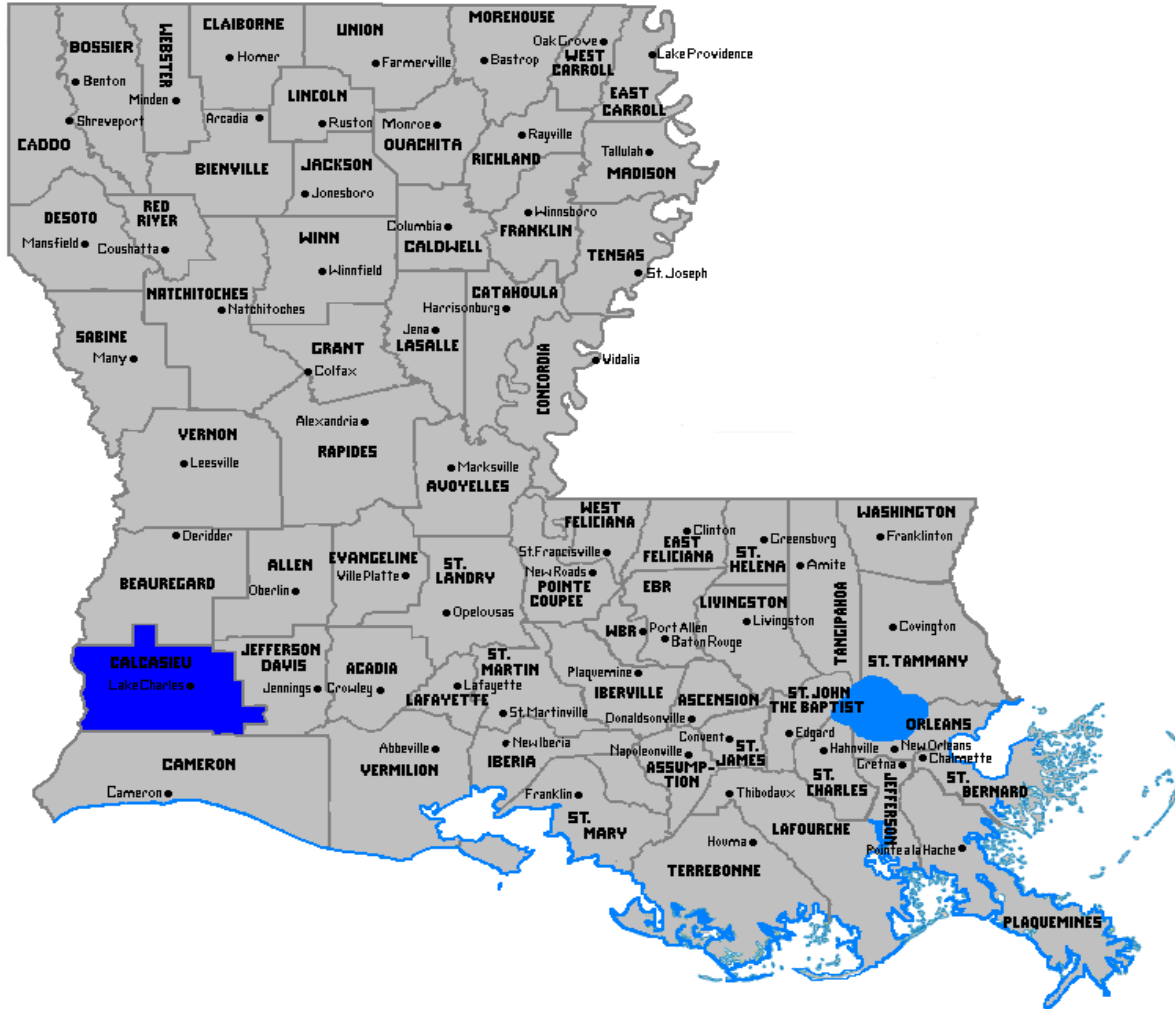 MOREHOUSE
CLAIBORNE
UNION
WEBSTER
BOSSIER
Oak Grove
WEST
CARROLL
Lake Providence
Homer
Farmerville
Bastrop
Benton
Minden
LINCOLN
EAST
CARROLL
Shreveport
Arcadia
Ruston
Monroe
OUACHITA
Rayville
CADDO
RICHLAND
Tallulah
MADISON
BIENVILLE
JACKSON
Jonesboro
RED
RIVER
DESOTO
Winnsboro
FRANKLIN
Columbia
CALDWELL
Mansfield
Coushatta
WINN
Winnfield
TENSAS
St. Joseph
NATCHITOCHES
Natchitoches
CATAHOULA
Harrisonburg
SABINE
Many
GRANT
Colfax
Jena
LASALLE
CONCORDIA
Vidalia
Alexandria
RAPIDES
VERNON
Leesville
Marksville
AVOYELLES
WEST
FELICIANA
WASHINGTON
Franklinton
Deridder
Clinton
EAST
FELICIANA
Greensburg
ST.
HELENA
St. Francisville
Amite
BEAUREGARD
ALLEN
Oberlin
EVANGELINE
Ville Platte
ST.
LANDRY
Opelousas
New Roads
POINTE
COUPEE
EBR
LIVINGSTON
Livingston
TANGIPAHOA
Covington
ST. TAMMANY
WBR
Port Allen
Baton Rouge
CALCASIEU
Lake Charles
JEFFERSON
DAVIS
Jennings
ACADIA
Crowley
ST.
MARTIN
Lafayette
LAFAYETTE
St. Martinville
Plaquemine
IBERVILLE
ASCENSION
Donaldsonville
ST. JOHN
THE BAPTIST
Edgard
ORLEANS
New Orleans
Chalmette
CAMERON
Cameron
Abbeville
VERMILION
New Iberia
IBERIA
Convent
Napoleonville
ASSUMP-
TION
ST.
JAMES
Hahnville
ST.
CHARLES
Gretna
JEFFERSON
ST.
BERNARD
Franklin
ST.
MARY
Thibodaux
LAFOURCHE
Houma
TERREBONNE
Pointe a la Hache
PLAQUEMINES